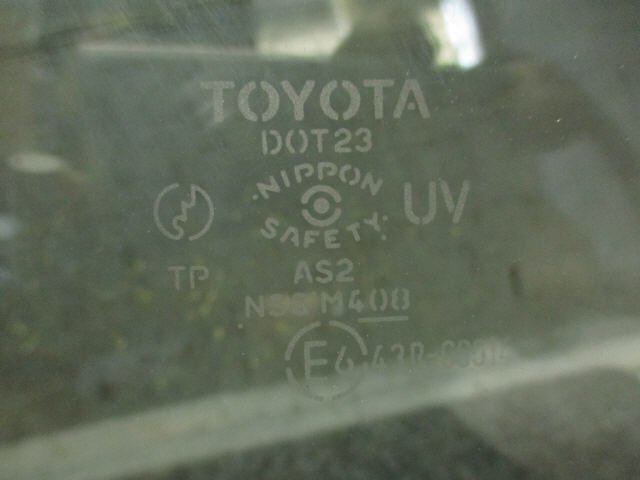 TOYOTA
DOT23
NIPPON
SAFETY
UV
TP
AS2
M408
E6